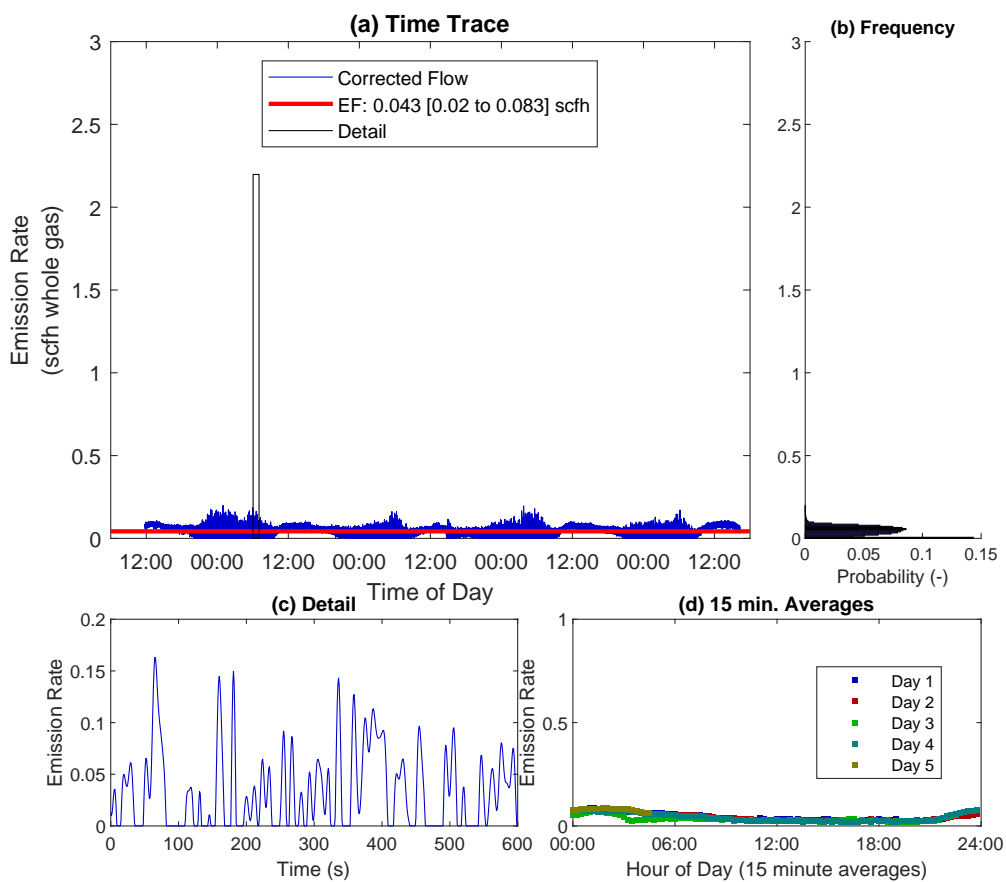 (a) Time Trace
3
2.5
2
1.5
1
0.5
0
Emission Rate
(scfh whole gas)
Corrected Flow
EF: 0.043 [0.02 to 0.083] scfh
Detail
12:00 00:00 12:00 00:00 12:00 00:00 12:00 00:00 12:00
Time of Day
(b) Frequency
3
2.5
2
1.5
1
0.5
0
0 0.05 0.1 0.15
Probability (-)
(c) Detail
0.2
0.15
0.1
0.05
0
Emission Rate
0 100 200 300 400 500 600
Time (s)
(d) 15 min. Averages
1
0.5
0
Emission Rate
Day 1
Day 2
Day 3
Day 4
Day 5
00:00 06:00 12:00 18:00 24:00
Hour of Day (15 minute averages)